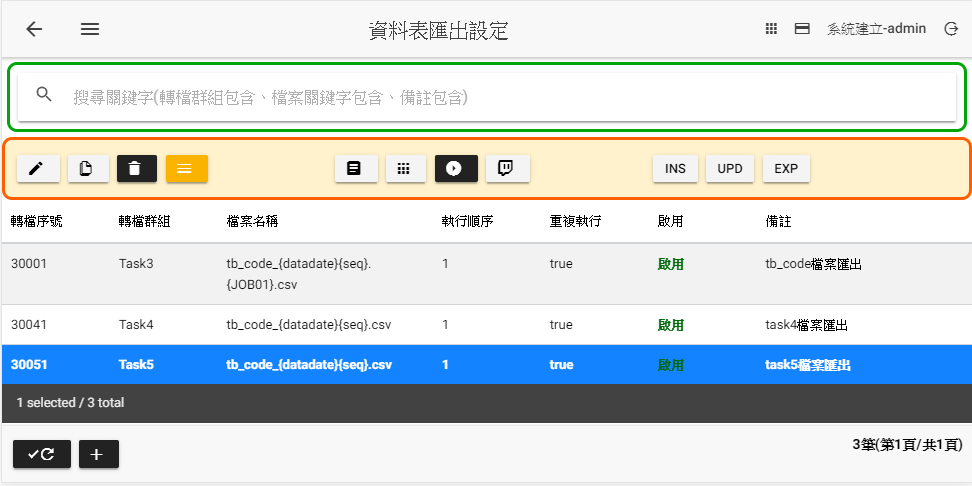 資料表匯出設定
系統建立-admin
搜尋關鍵字(轉檔群組包含、檔案關鍵字包含、備註包含)
INS UPD EXP
轉檔序號 轉檔群組 檔案名稱 執行順序 重複執行 啟用 備註
30001 Task3 tb_code_{datadate}{seq}. 1 true 啟用 tb_code檔案匯出
{JOB01}.csv
30041 Task4 tb_code_{datadate}{seq}.csv 1 true 啟用 task4檔案匯出
30051 Task5 tb_code_{datadate}{seq}.csv 1 true 啟用 task5檔案匯出
1 selected / 3 total
3筆(第1頁/共1頁)